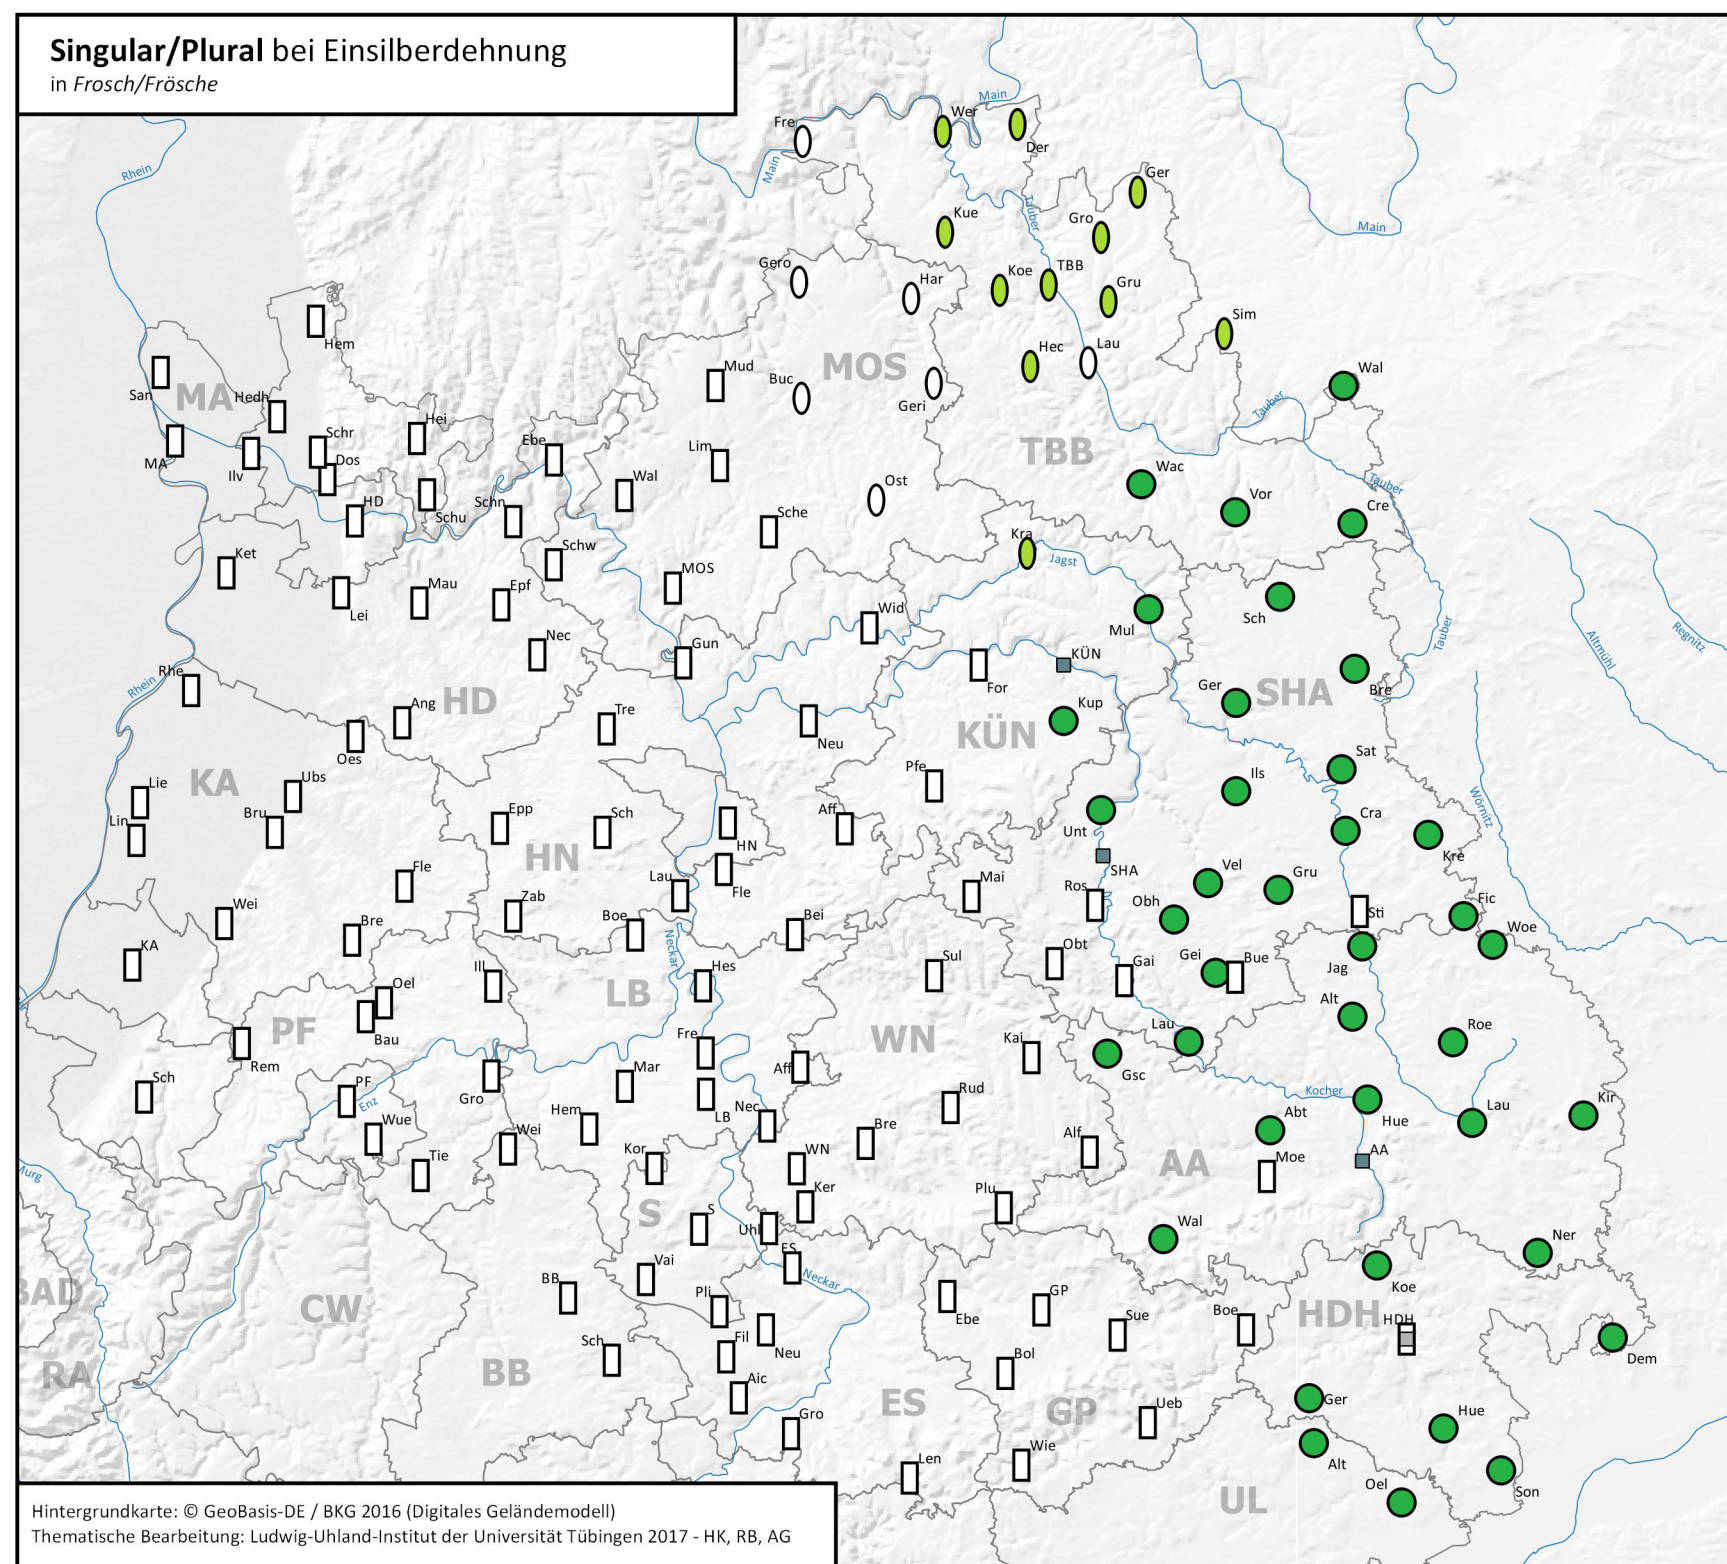 Singular/Plural bei Einsilberdehnung
in Frosch/Frösche
Main
Wer
Fre
Der
Main
Rhein
Ger
Tauber
Kue
Gro
Main
Gero
Har
Koe
TBB
Gru
Sim
Hem
Lau
Hec
Mud
MOS
Buc
Geri
Wal
San
MA
Hedh
Tauber
Hei
Schr
Ebe
Lim
TBB
MA
Ilv
Dos
Wac
Wal
Ost
Vor
Tauber
HD
Schn
Cre
Schu
Sche
Kra
Schw
Ket
Jagst
MOS
Mau
Epf
Lei
Wid
Sch
Mul
Tauber
Altmühl
Regnitz
Nec
Gun
KÜN
Rhe
Rhein
For
Ger
SHA
Bre
HD
Ang
Tre
Kup
KÜN
Neu
Oes
Sat
Pfe
Ils
KA
Lie
Ubs
Wörnitz
Lin
Bru
Epp
Sch
Aff
Unt
Cra
HN
HN
Kre
Fle
SHA
Vel
Gru
Lau
Fle
Mai
Ros
Obh
Wei
Zab
Boe
Bei
Sti
Fic
Bre
Woe
Neckar
KA
Obt
Sul
Gai
Gei
Bue
Jag
Ill
Hes
LB
Oel
Alt
PF
Bau
WN
Fre
Kai
Lau
Roe
Rem
Aff
Gsc
Sch
PF
Enz
Gro
Mar
Rud
Kocher
Hem
LB
Nec
Hue
Lau
Kir
Wue
Wei
Bre
Abt
Alf
Kor
WN
Moe
AA
AA
Tie
Murg
Ker
Plu
S
S
Uhl
Wal
Ner
ES
Vai
Neckar
BB
BAD
CW
Pli
Ebe
GP
Sue
Boe
HDH
HDH
Koe
Fil
Neu
Sch
Dem
RA
BB
Bol
Aic
Ger
ES
GP
Ueb
Gro
Hue
Wie
Len
Alt
Oel
Son
UL
Hintergrundkarte: © GeoBasis-DE / BKG 2016 (Digitales Geländemodell)
Thematische Bearbeitung: Ludwig-Uhland-Institut der Universität Tübingen 2017 - HK, RB, AG